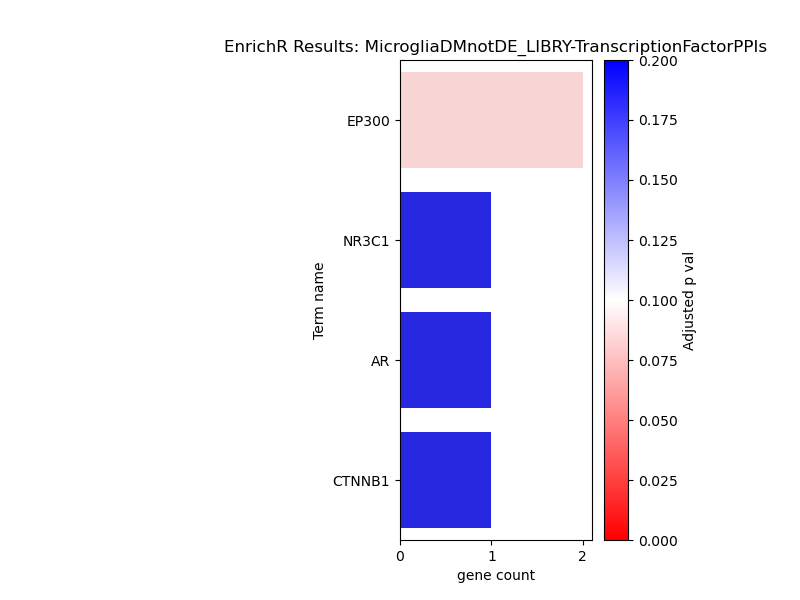 EnrichR Results: MicrogliaDMnotDE_LIBRY-TranscriptionFactorPPIs
EP300
NR3C1
AR
CTNNB1
Term name
0
1
2
gene count
0.200
0.175
0.150
0.125
0.100
0.075
0.050
0.025
0.000
Adjusted p val